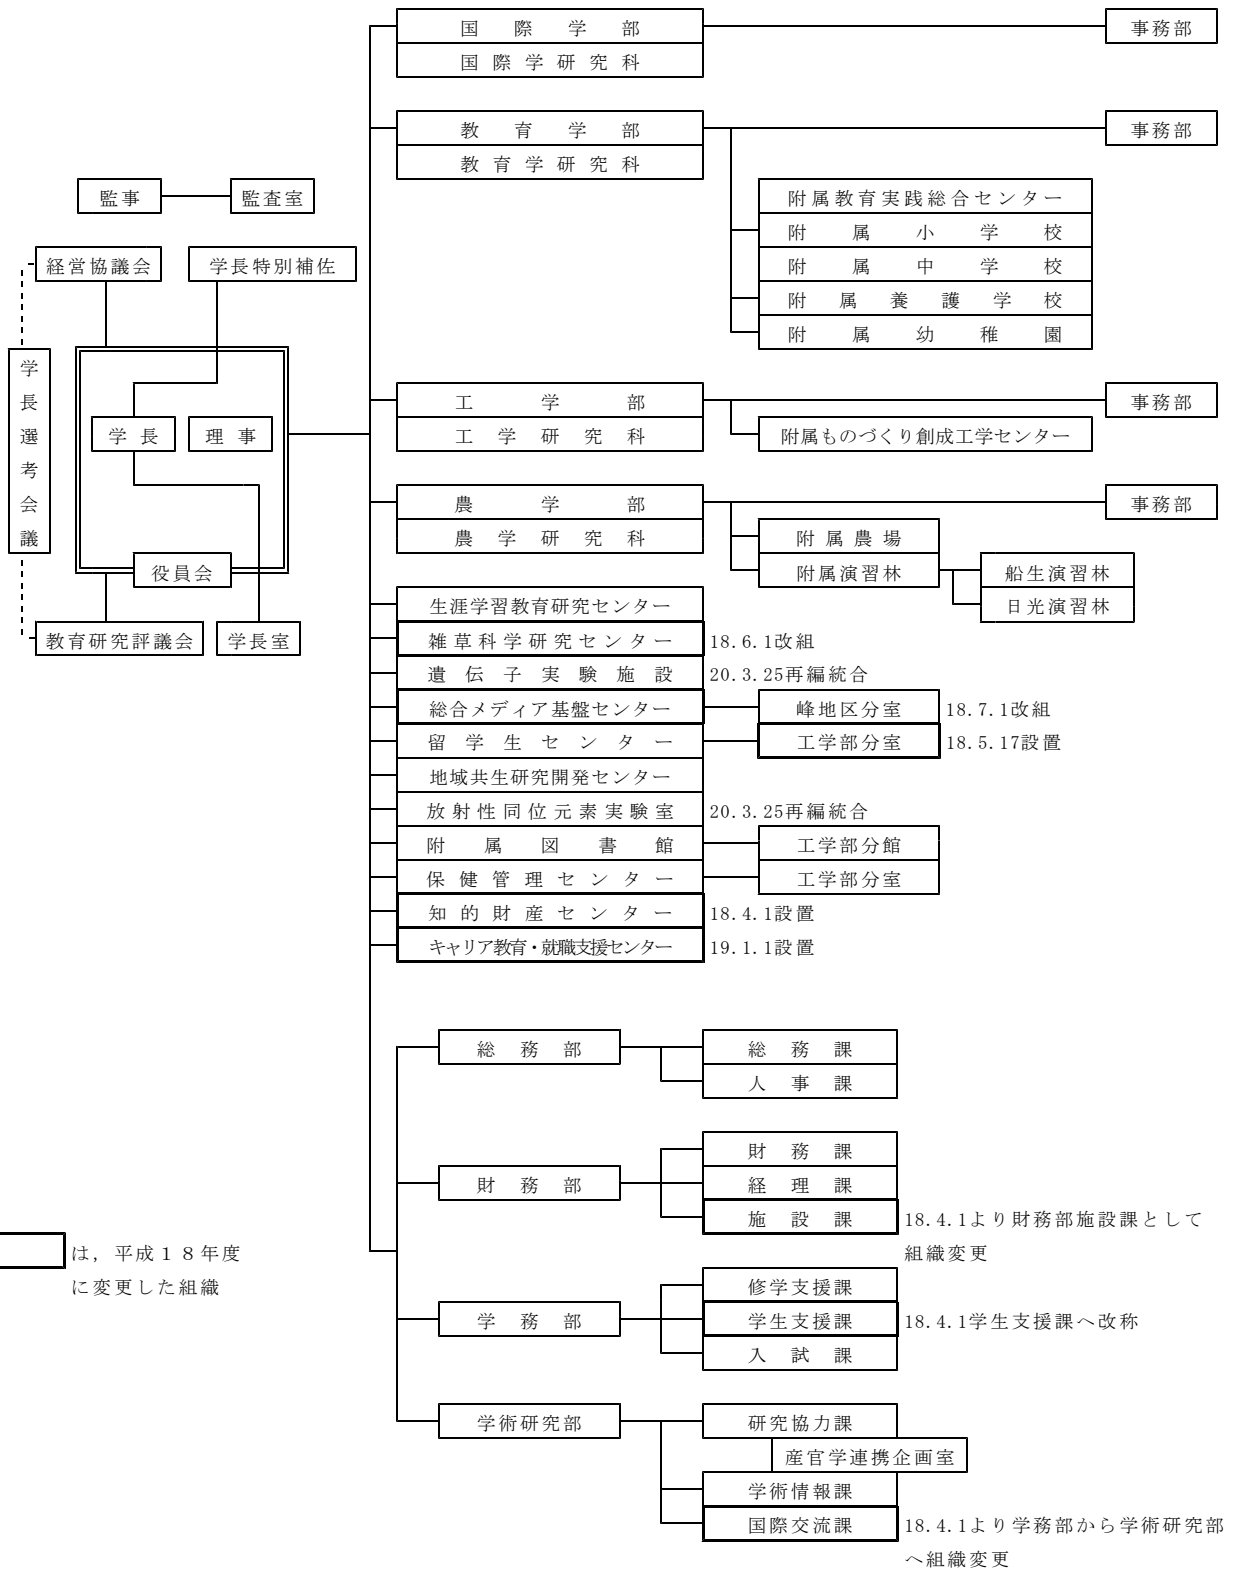 国際学部
事務部
国際学研究科
教育学部
事務部
教育学研究科
監事
監査室
附属教育実践総合センター
附属小学校
附属中学校
附属養護学校
附属幼稚園
経営協議会
学長特別補佐
学長選考会議
学長
理事
役員会
教育研究評議会
学長室
工学部
事務部
工学研究科
附属ものづくり創成工学センター
農学部
事務部
農学研究科
附属農場
附属演習林
船生演習林
日光演習林
生涯学習教育研究センター
雑草科学研究センター
18.6.1改組
遺伝子実験施設
20.3.25再編統合
総合メディア基盤センター
峰地区分室
18.7.1改組
留学生センター
工学部分室
18.5.17設置
地域共生研究開発センター
放射性同位元素実験室
20.3.25再編統合
附属図書館
工学部分館
保健管理センター
工学部分室
知的財産センター
18.4.1設置
キャリア教育・就職支援センター
19.1.1設置
総務部
総務課
人事課
財務部
財務課
経理課
施設課
18.4.1より財務部施設課として
組織変更
は，平成１８年度
に変更した組織
学務部
修学支援課
学生支援課
18.4.1学生支援課へ改称
入試課
学術研究部
研究協力課
産官学連携企画室
学術情報課
国際交流課
18.4.1より学務部から学術研究部
へ組織変更